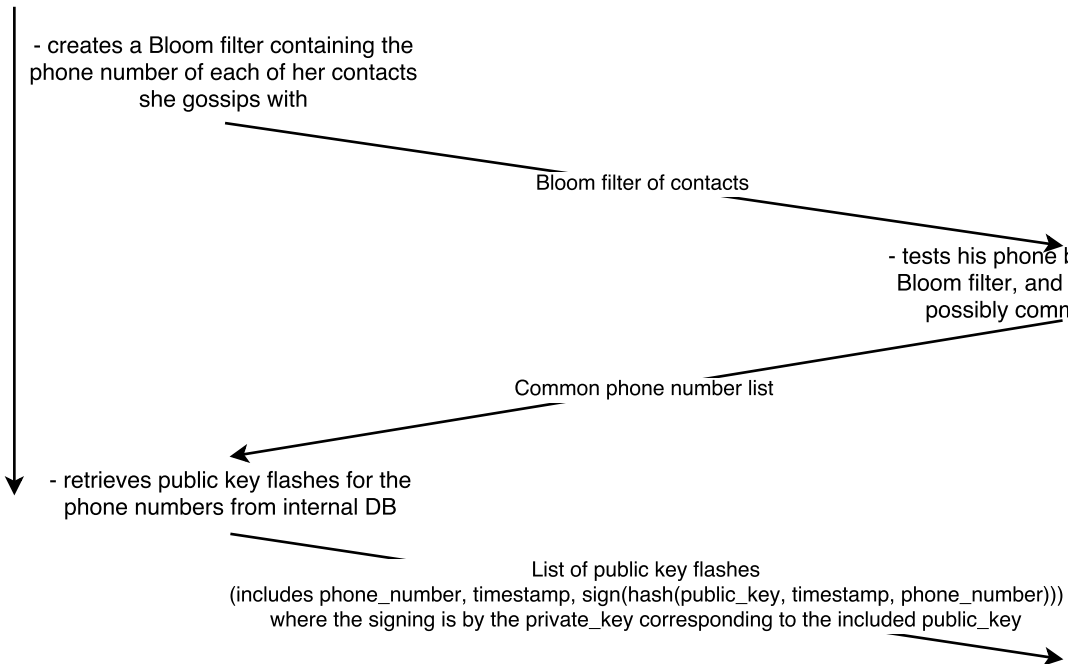 - creates a Bloom filter containing the
phone number of each of her contacts
she gossips with
Bloom filter of contacts
- tests his phone
Bloom filter, and
possibly
Common phone number list
- retrieves public key flashes for the
phone numbers from internal DB
List of public key flashes
(includes phone_number, timestamp, sign(hash(public_key, timestamp, phone_number)))
where the signing is by the private_key corresponding to the included public_key